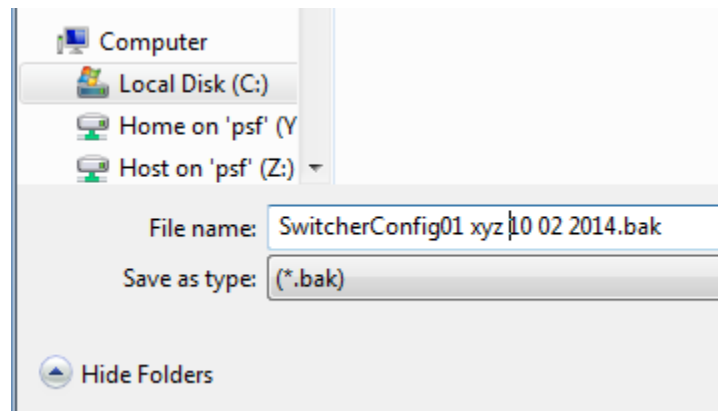 Computer
Local Disk (C:)
Home on 'psf' (Y
Host on 'psf' (Z:)
File name: SwitcherConfig01 xyz 10 02 2014.bak
Save as type: (*.bak)
Hide Folders